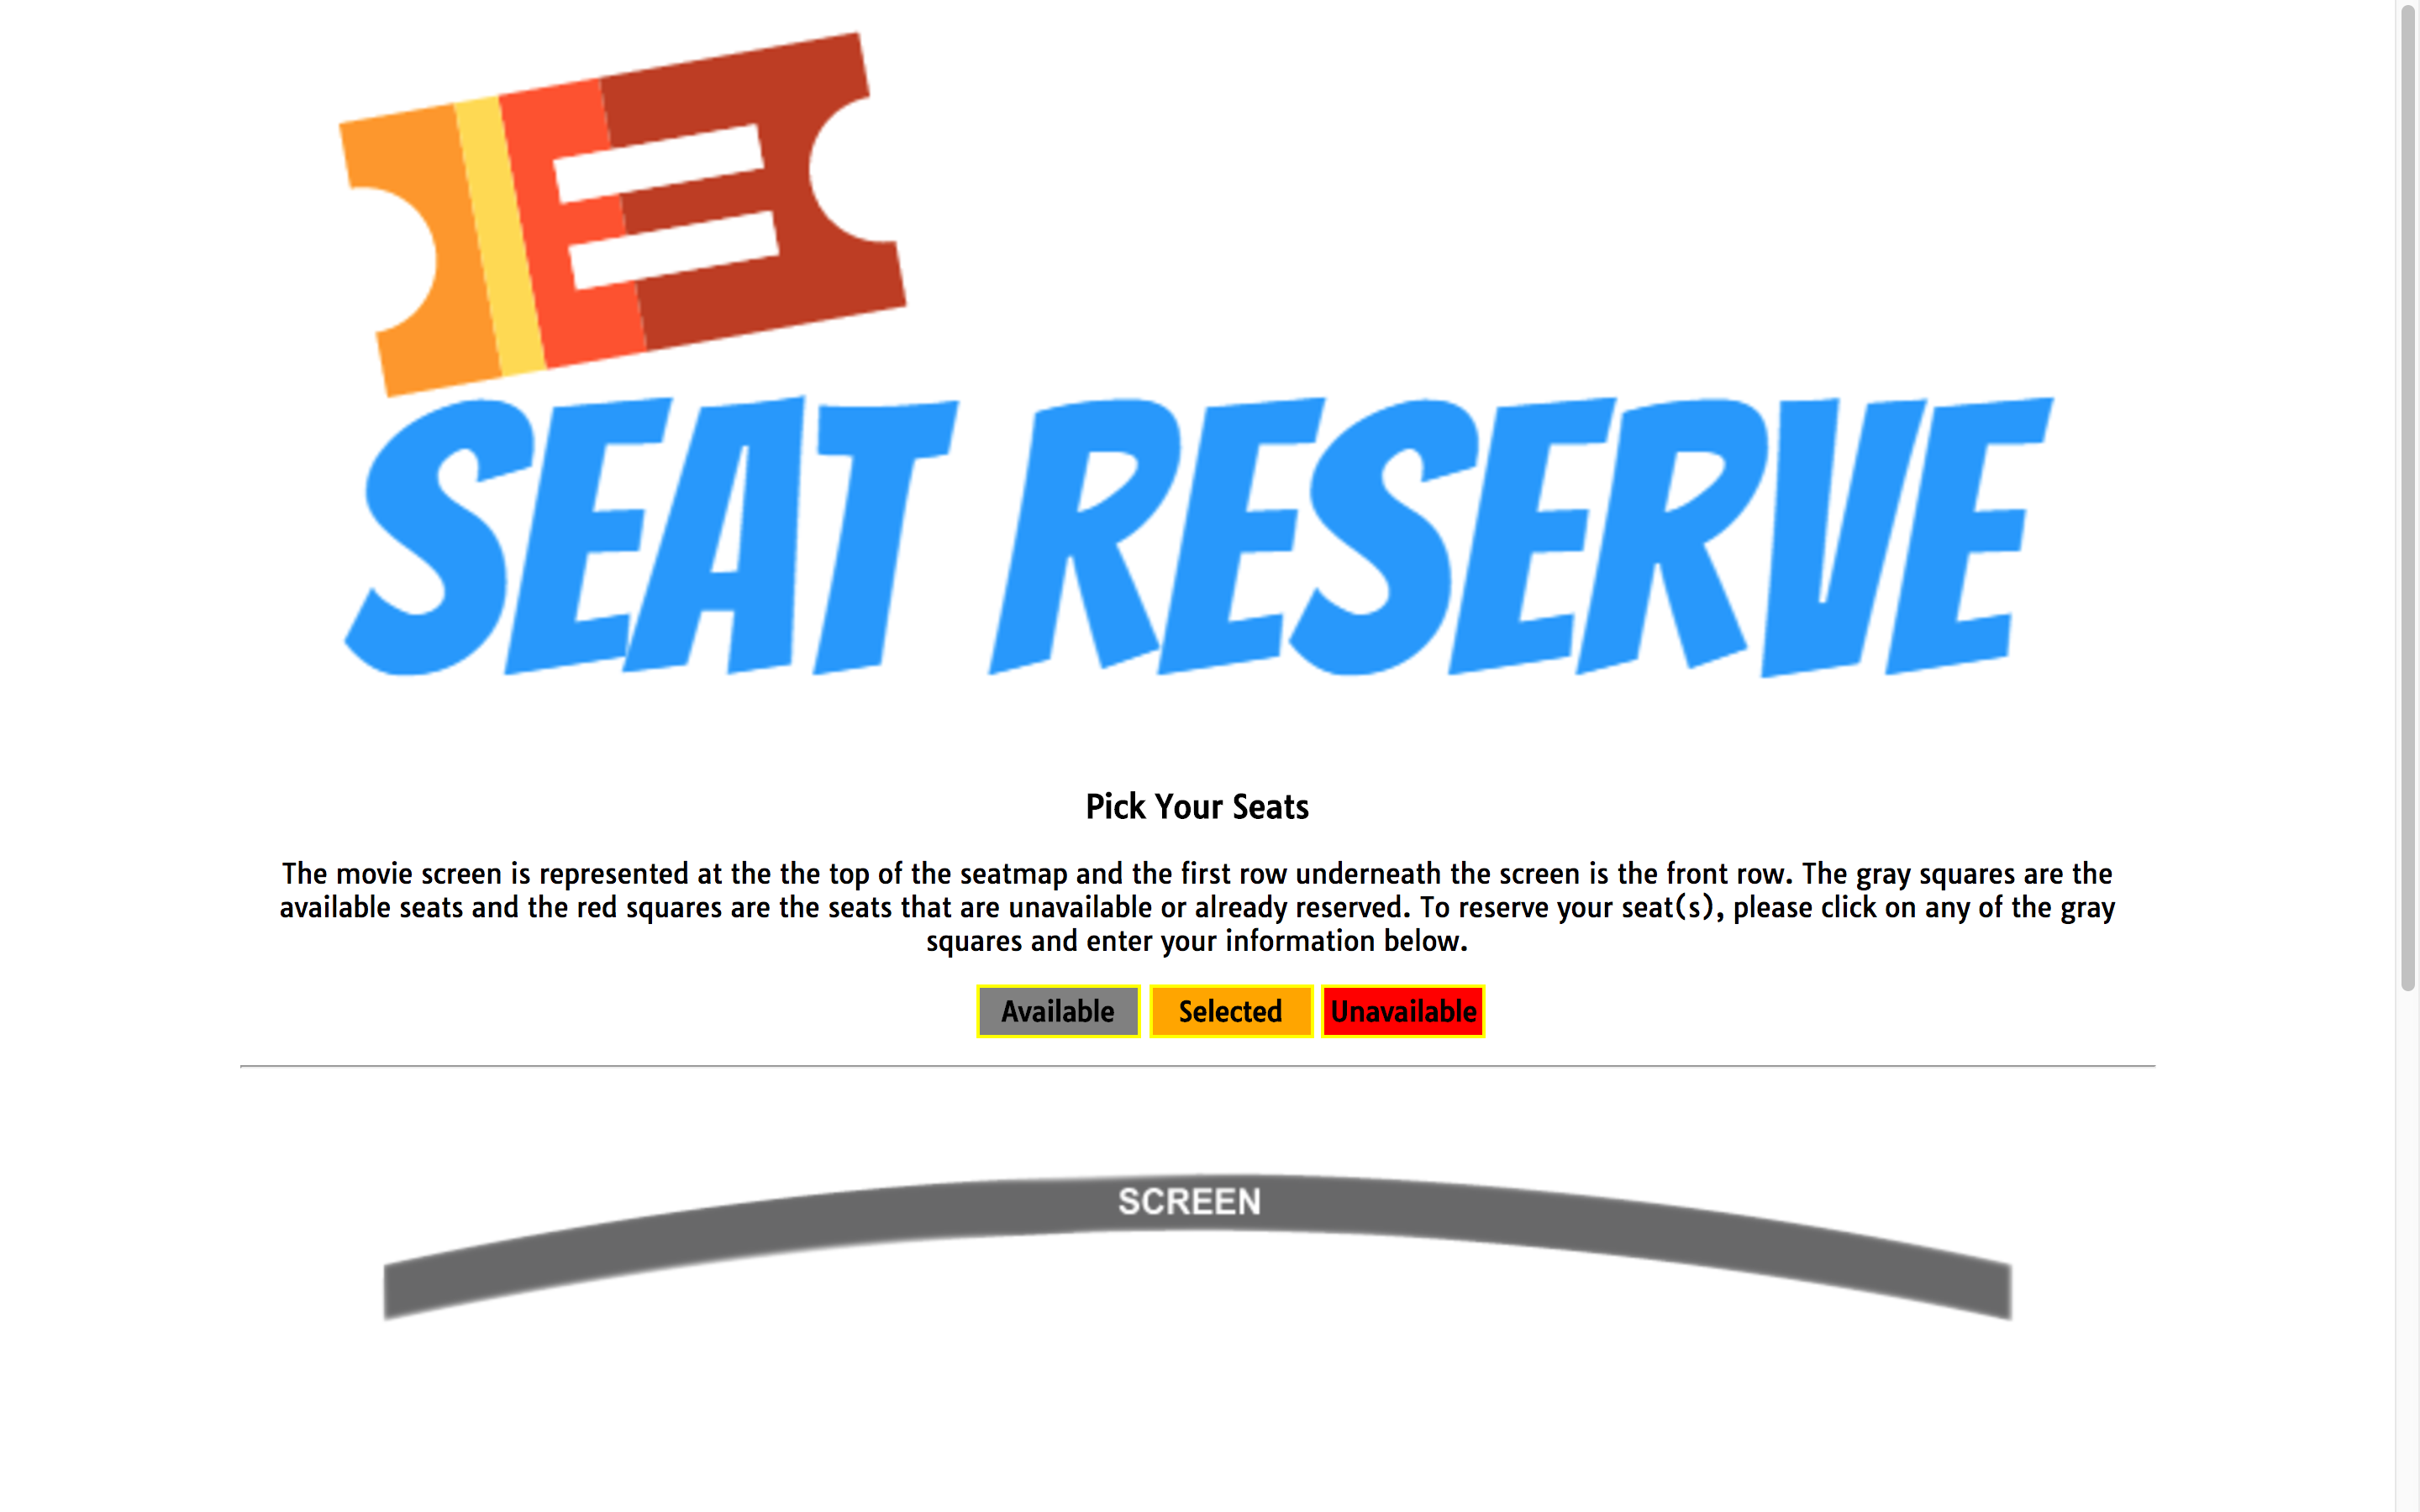 SEAT RESERVE
Pick Your Seats
The movie screen is represented at the the top of the seatmap and the first row underneath the screen is the front row. The gray squares are the
available seats and the red squares are the seats that are unavailable or already reserved. To reserve your seat(s), please click on any of the gray
squares and enter your information below.
Available Selected Unavailable
SCREEN